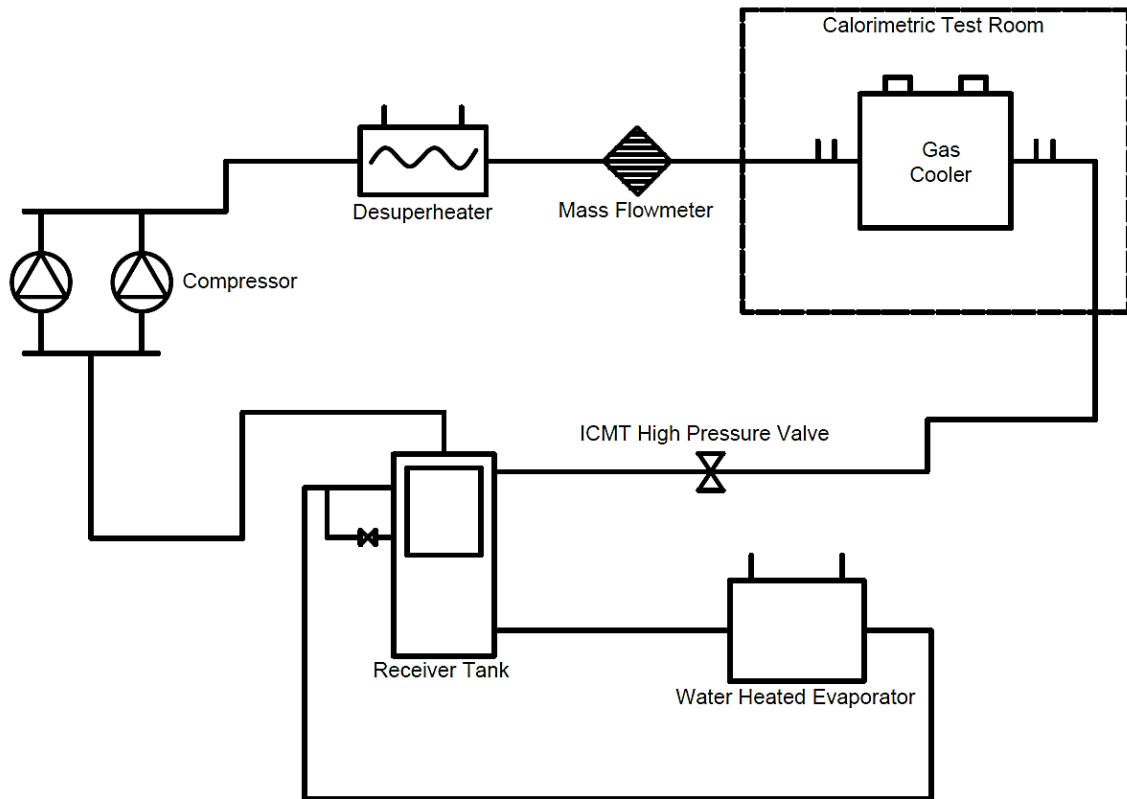 Calorimetric Test Room
Gas
Cooler
Desuperheater
Mass Flowmeter
Compressor
ICMT High Pressure Valve
Receiver Tank
Water Heated Evaporator